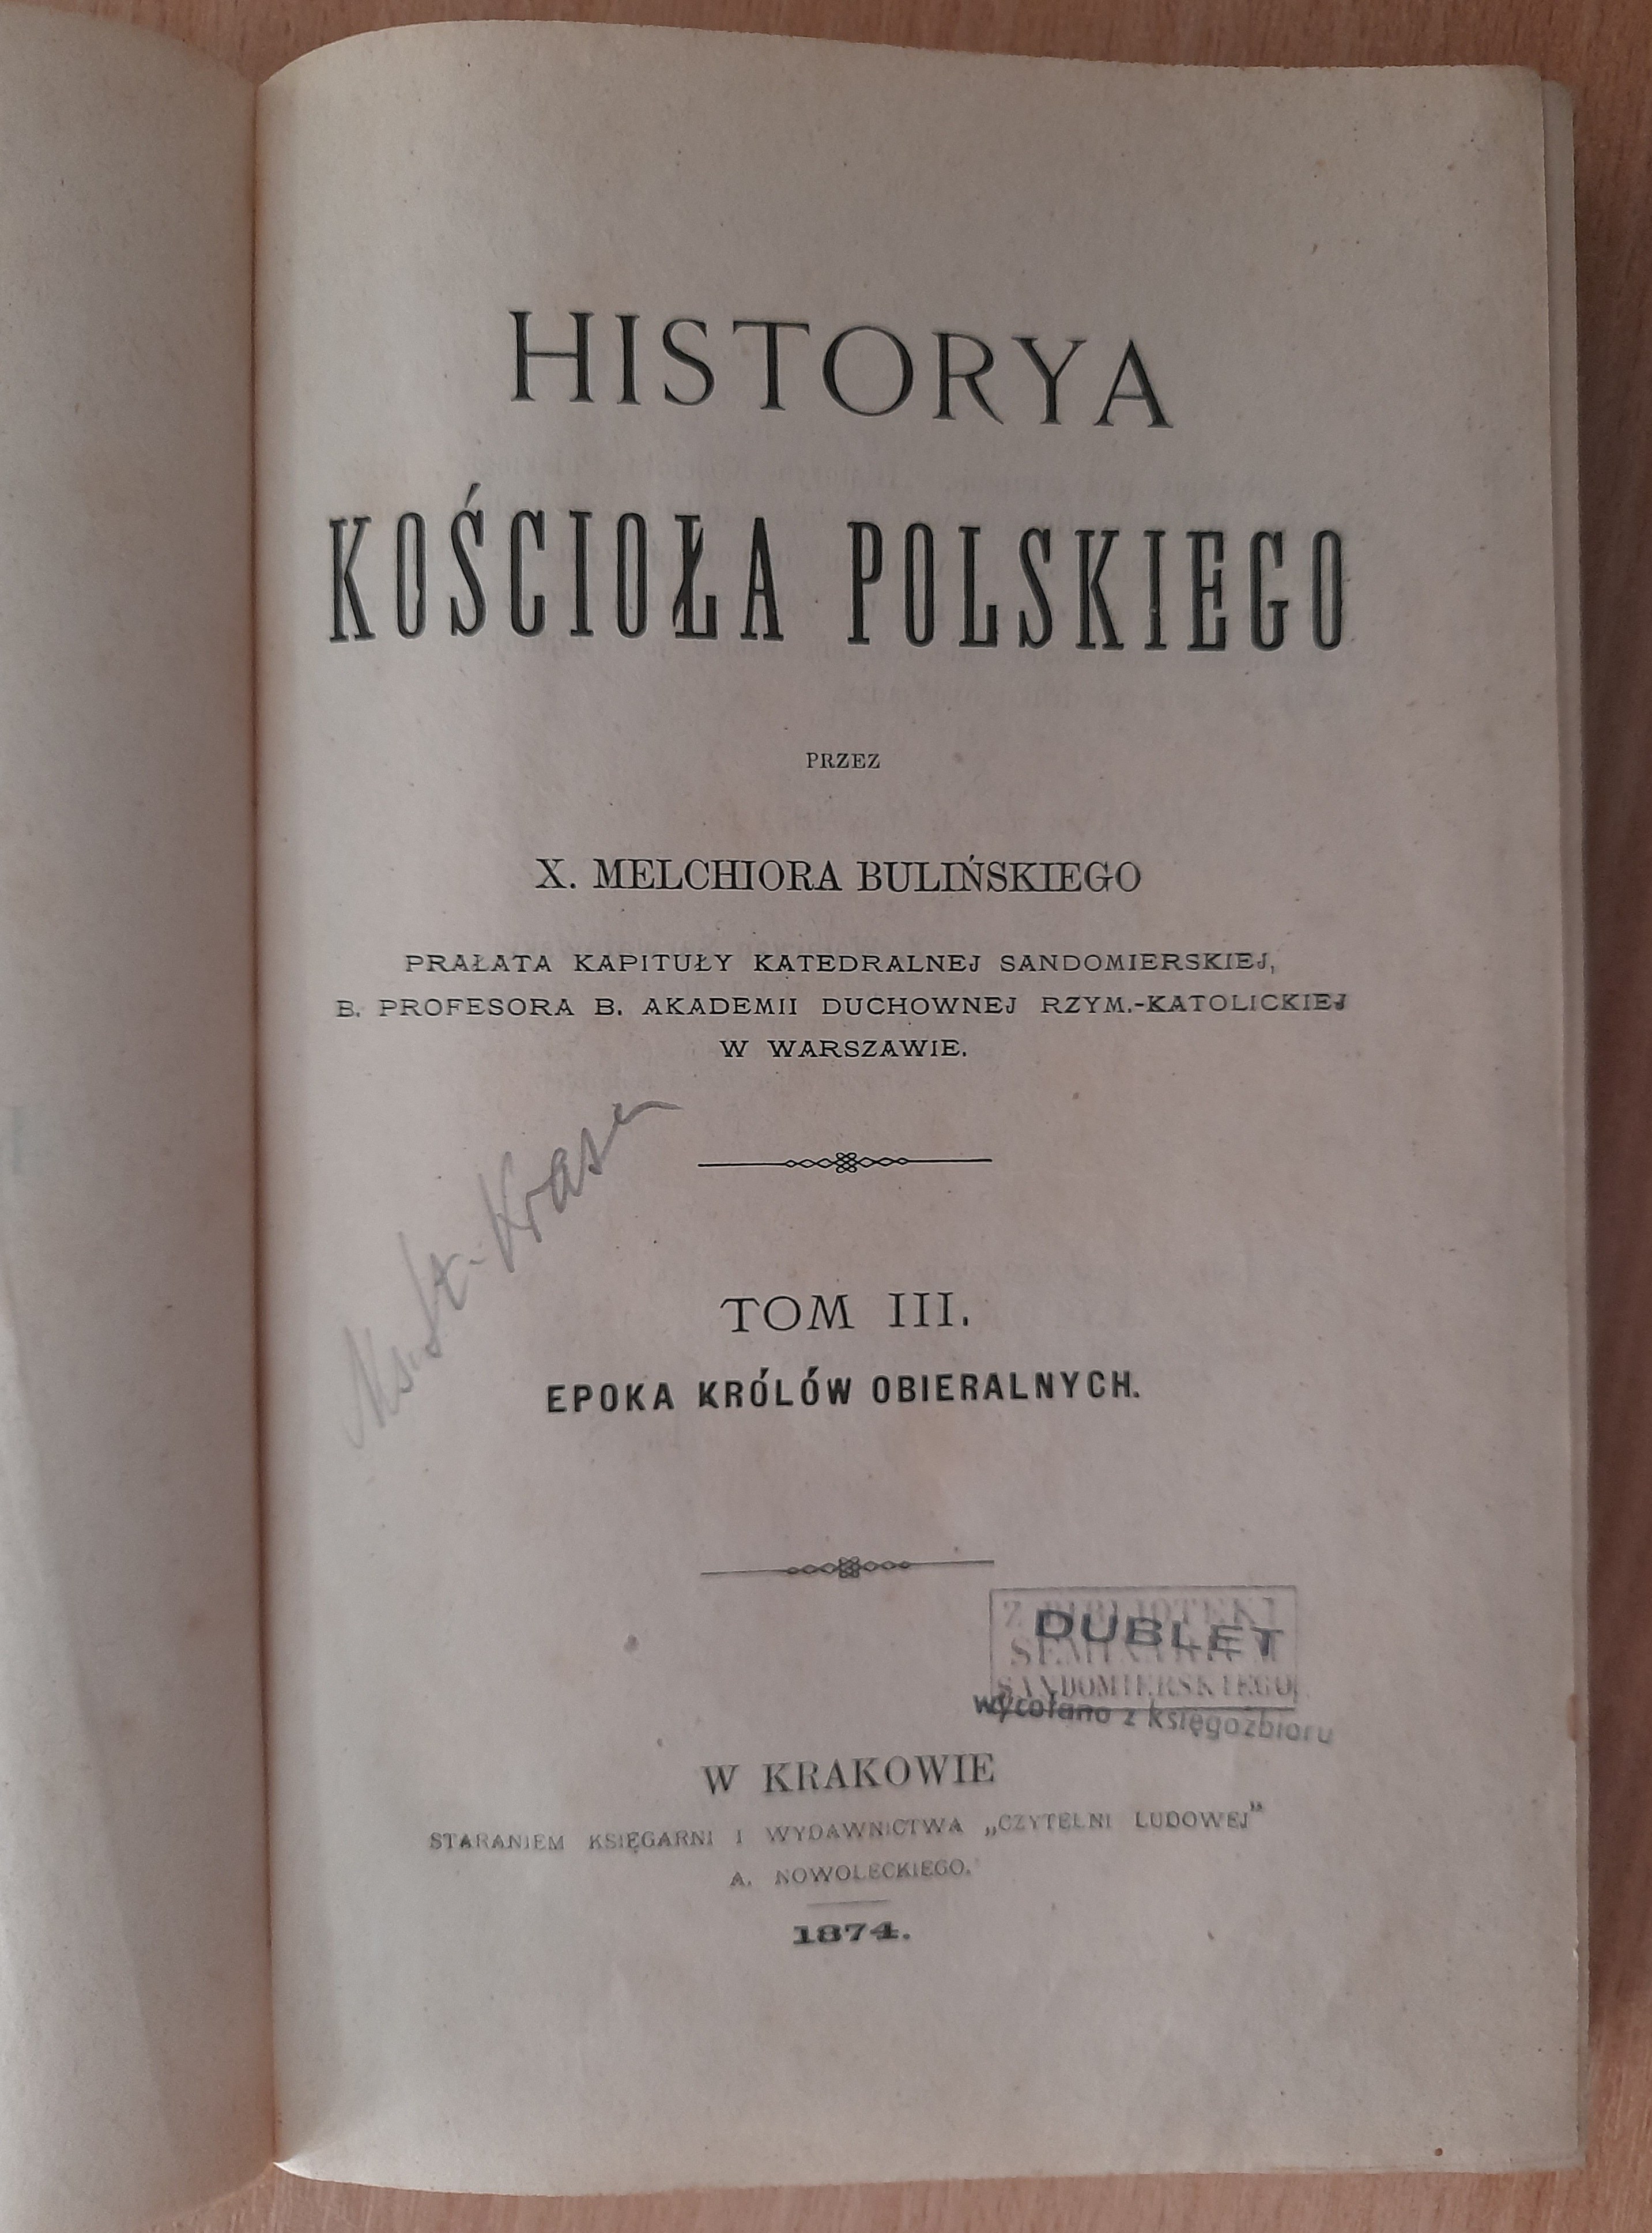 HISTORYA
KOŚCIOŁA POLSKIEGO
PRZEZ
X. MELCHIORA BULIŃSKIEGO
PRAŁATA KAPITUŁY KATEDRALNEJ SANDOMIERSKIEJ,
B. PROFESORA B. AKADEMII DUCHOWNEJ RZYM.-KATOLICKIEJ
W WARSZAWIE.
TOM III.
EPOKA KRÓLÓW OBIERALNYCH.
Z BIBLIOTEKI
DUBLET
SANDOMIERSKIEGO
wycofano z księgozbioru
W KRAKOWIE
STARANIEM KSIĘGARNI I WYDAWNICTWA „CZYTELNI LUDOWEJ”
A. NOWOLECKIEGO.
1874.